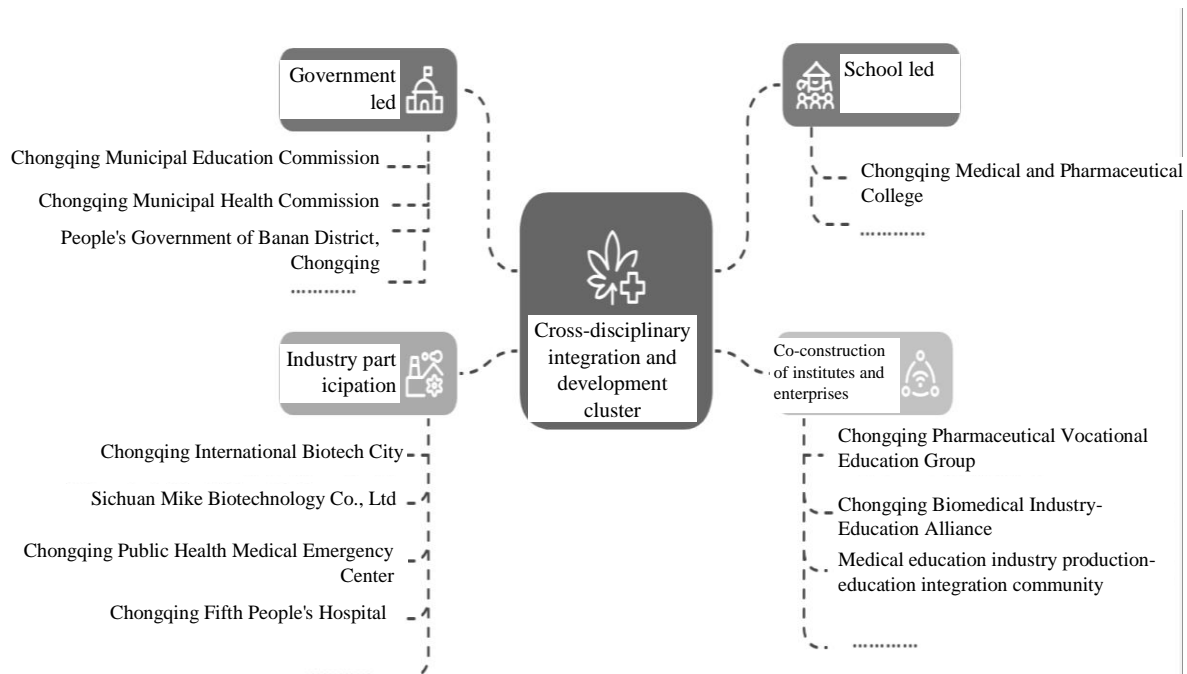 Government
led
Chongqing Municipal Education Commission
Chongqing Municipal Health Commission
People's Government of Banan District,
Chongqing
…………
School led
Chongqing Medical and Pharmaceutical
College
…………
Cross-disciplinary
integration and
development
cluster
Industry part
icipation
Chongqing International Biotech City
Sichuan Mike Biotechnology Co., Ltd
Chongqing Public Health Medical Emergency
Center
Chongqing Fifth People's Hospital
Co-construction
of institutes and
enterprises
Chongqing Pharmaceutical Vocational
Education Group
Chongqing Biomedical Industry-
Education Alliance
Medical education industry production-
education integration community
…………